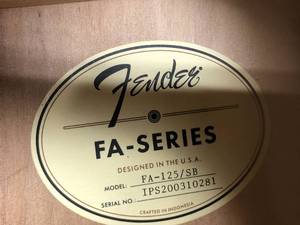 Fender
FA-SERIES
DESIGNED IN THE U.S.A.
MODEL: FA-125/SB
SERIAL NO.: IPS200310281
CRAFTED IN INDONESIA